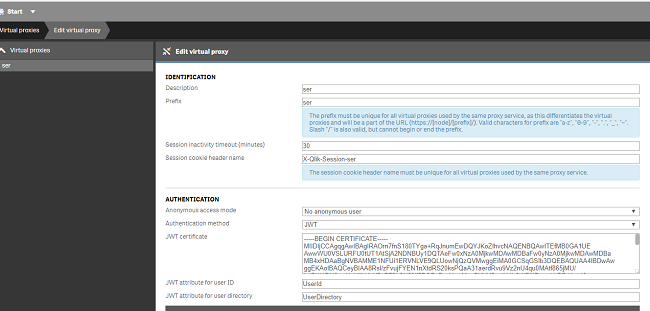 Start
Virtual proxies
Edit virtual proxy
Virtual proxies
Edit virtual proxy
ser
IDENTIFICATION
Description
ser
Prefix
ser
The prefix must be unique for all virtual proxies used by the same proxy service, as this differentiates the virtual
proxies and will be a part of the URL (https://[node]/[prefix]/). Valid characters for prefix are "a-z", "0-9", "-", ".", "_", "~".
Slash "/" is also valid, but cannot begin or end the prefix.
Session inactivity timeout (minutes)
30
Session cookie header name
X-Qlik-Session-ser
The session cookie header name must be unique for all virtual proxies used by the same proxy service.
AUTHENTICATION
Anonymous access mode
No anonymous user
Authentication method
JWT
JWT certificate
-----BEGIN CERTIFICATE-----
JWT attribute for user ID
UserId
JWT attribute for user directory
UserDirectory